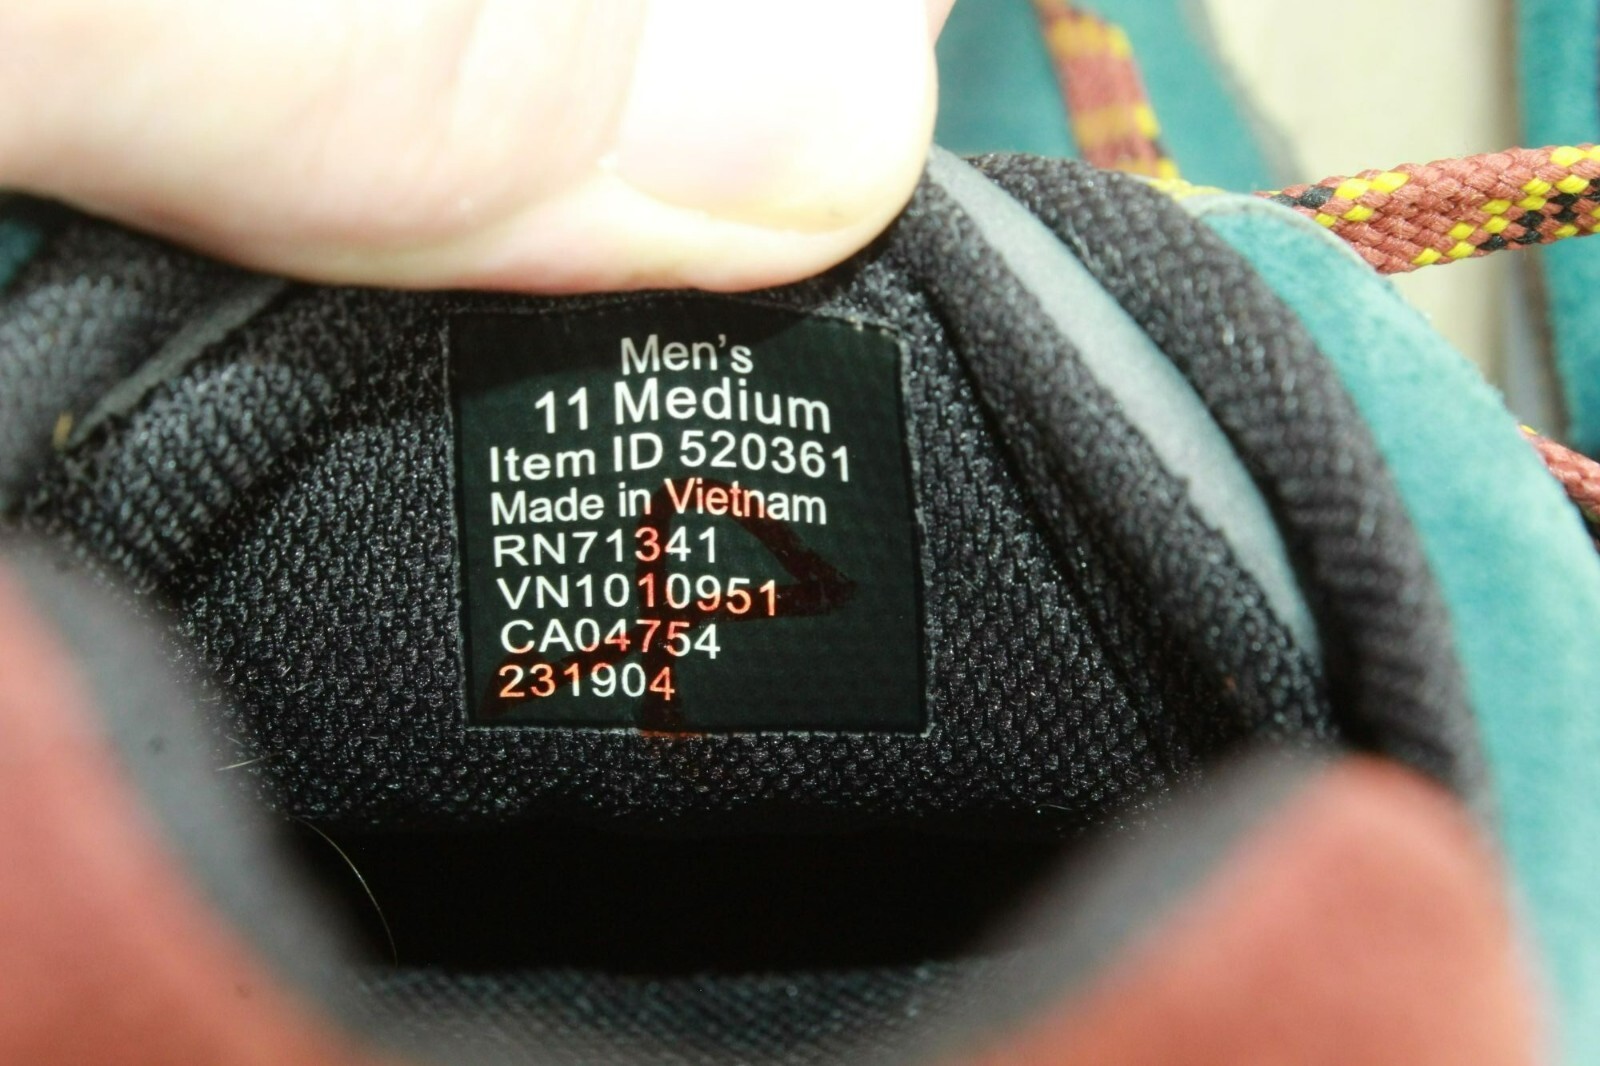 Men's
11 Medium
Item ID 520361
Made in Vietnam
RN71341
VN1010951
CA04754
231904